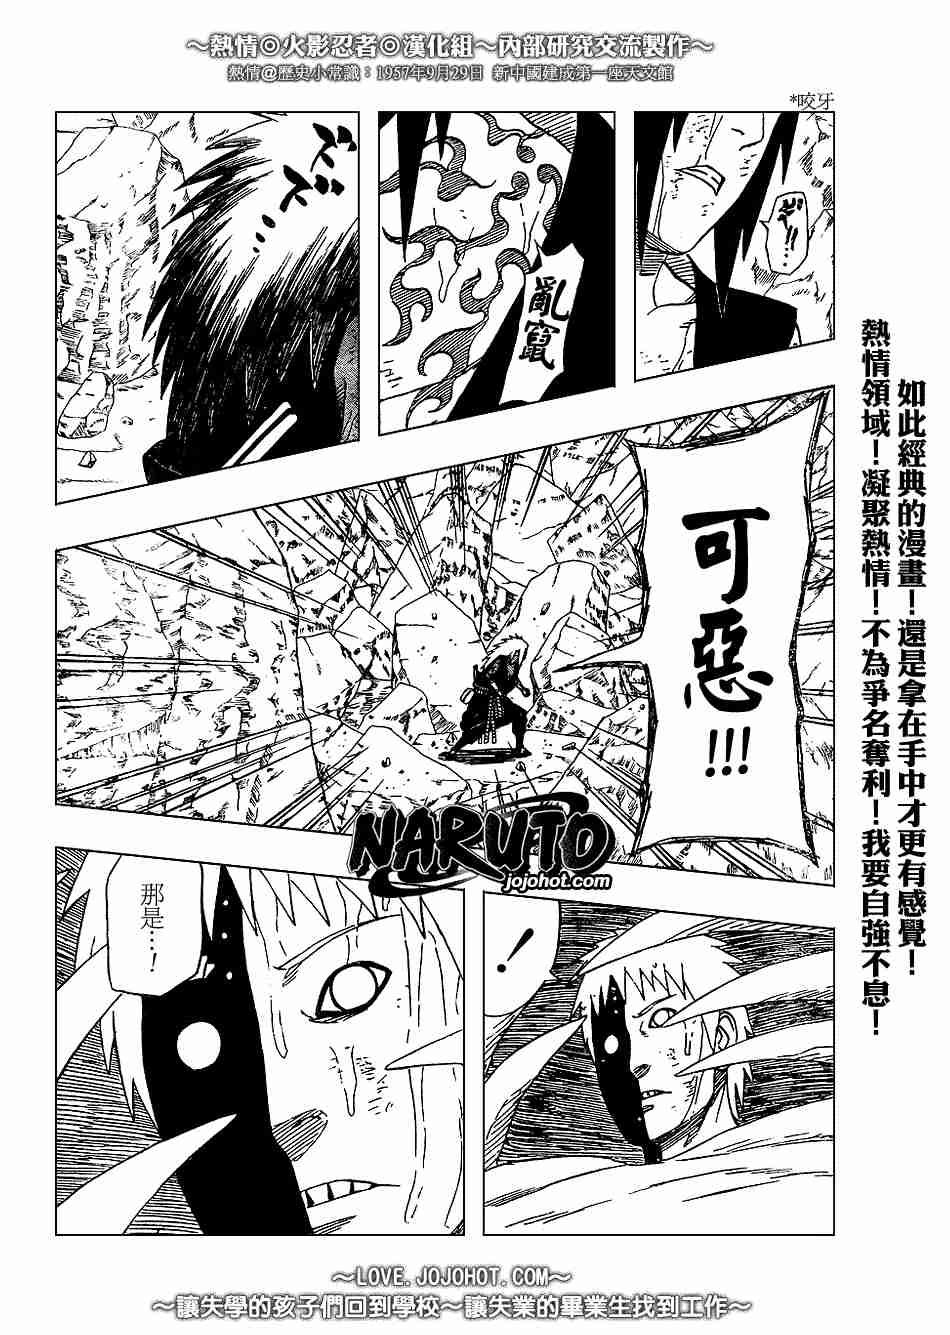 ～熱情◎火影忍者◎漢化組～內部研究交流製作～
熱情@歷史小常識：1957年9月29日 新中國建成第一座天文館
*咬牙
ギ!!
亂竄
ズズ
ズズ
…
可惡!!!
NARUTO
jojohot.com
!
那是…!
如此經典的漫畫！還是拿在手中才更有感覺！
熱情領域！凝聚熱情！不為爭名奪利！我要自強不息！
～LOVE.JOJOHOT.COM～
～讓失學的孩子們回到學校～讓失業的畢業生找到工作～